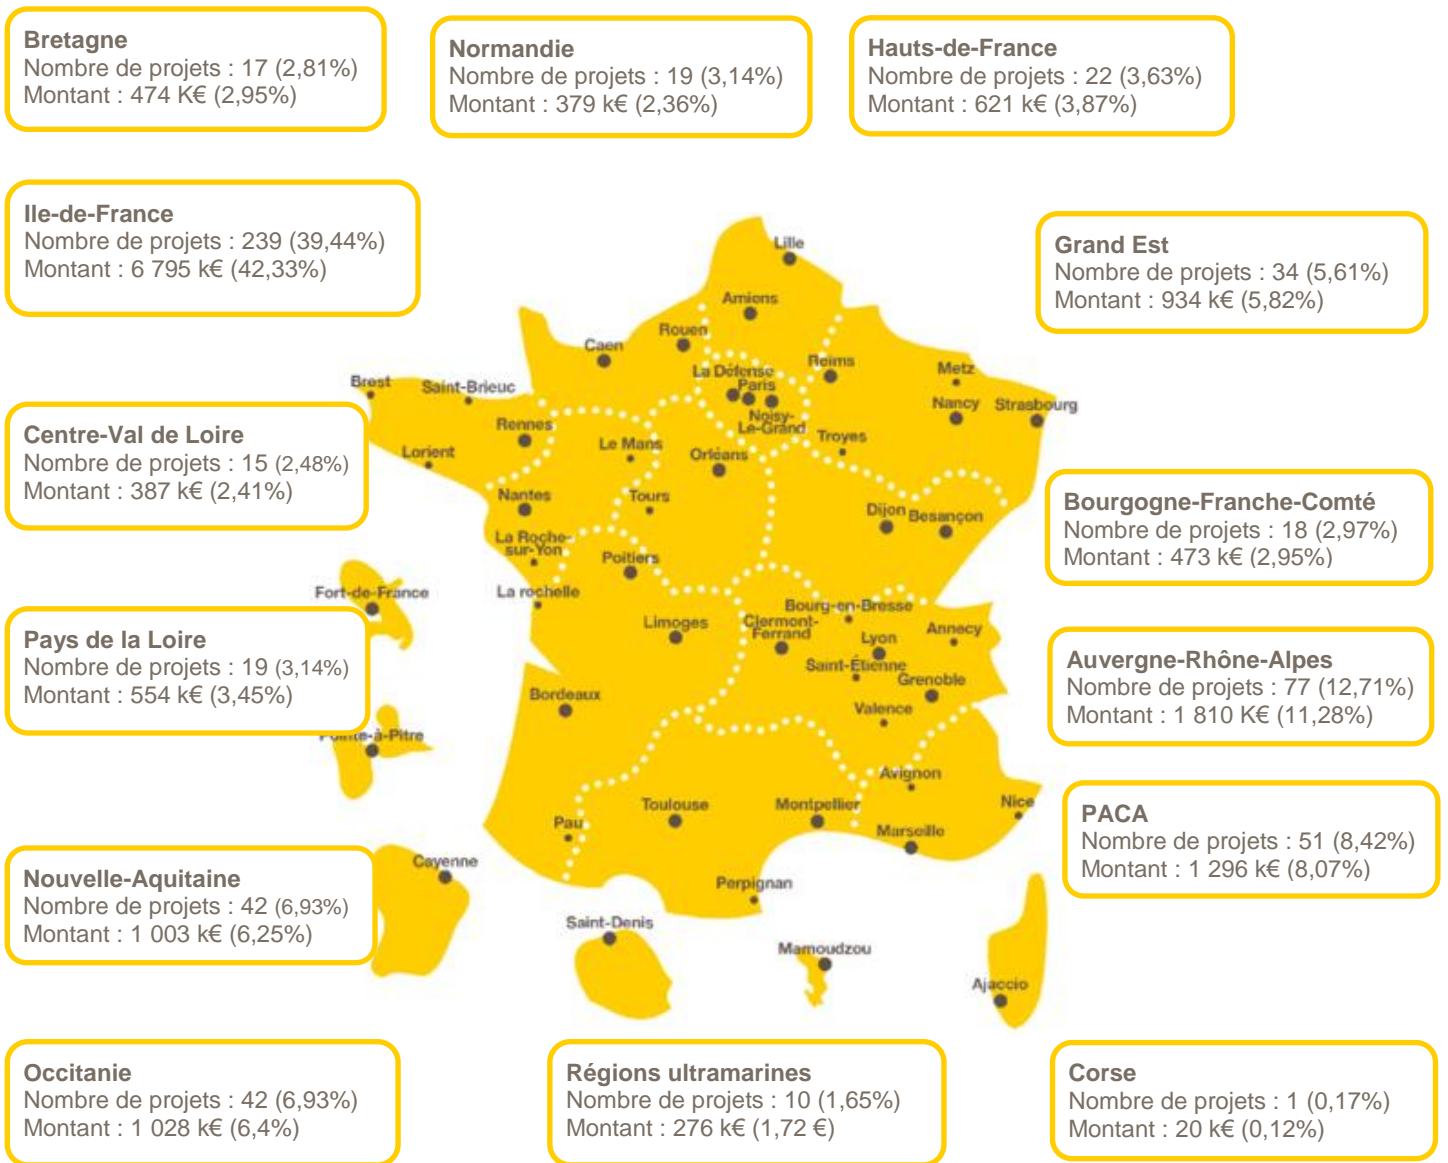 Bretagne
Nombre de projets : 17 (2,81%)
Montant : 474 K€ (2,95%)
Normandie
Nombre de projets : 19 (3,14%)
Montant : 379 k€ (2,36%)
Hauts-de-France
Nombre de projets : 22 (3,63%)
Montant : 621 k€ (3,87%)
Ile-de-France
Nombre de projets : 239 (39,44%)
Montant : 6 795 k€ (42,33%)
Grand Est
Nombre de projets : 34 (5,61%)
Montant : 934 k€ (5,82%)
Centre-Val de Loire
Nombre de projets : 15 (2,48%)
Montant : 387 k€ (2,41%)
Bourgogne-Franche-Comté
Nombre de projets : 18 (2,97%)
Montant : 473 k€ (2,95%)
Pays de la Loire
Nombre de projets : 19 (3,14%)
Montant : 554 k€ (3,45%)
Auvergne-Rhône-Alpes
Nombre de projets : 77 (12,71%)
Montant : 1 810 K€ (11,28%)
PACA
Nombre de projets : 51 (8,42%)
Montant : 1 296 k€ (8,07%)
Nouvelle-Aquitaine
Nombre de projets : 42 (6,93%)
Montant : 1 003 k€ (6,25%)
Occitanie
Nombre de projets : 42 (6,93%)
Montant : 1 028 k€ (6,4%)
Régions ultramarines
Nombre de projets : 10 (1,65%)
Montant : 276 k€ (1,72 €)
Corse
Nombre de projets : 1 (0,17%)
Montant : 20 k€ (0,12%)
Lille
Amiens
Rouen
Caen
La Défense
Paris
Noisy-
Le-Grand
Reims
Metz
Nancy
Strasbourg
Brest
Saint-Brieuc
Rennes
Lorient
Le Mans
Orléans
Troyes
Nantes
Tours
Dijon
Besançon
La Roche-
sur-Yon
Poitiers
La rochelle
Fort-de-France
Limoges
Clermont-
Ferrand
Bourg-en-Bresse
Lyon
Annecy
Saint-Étienne
Grenoble
Bordeaux
Valence
Pointe-à-Pitre
Avignon
Toulouse
Montpellier
Nice
Pau
Marseille
Cayenne
Perpignan
Saint-Denis
Mamoudzou
Ajaccio